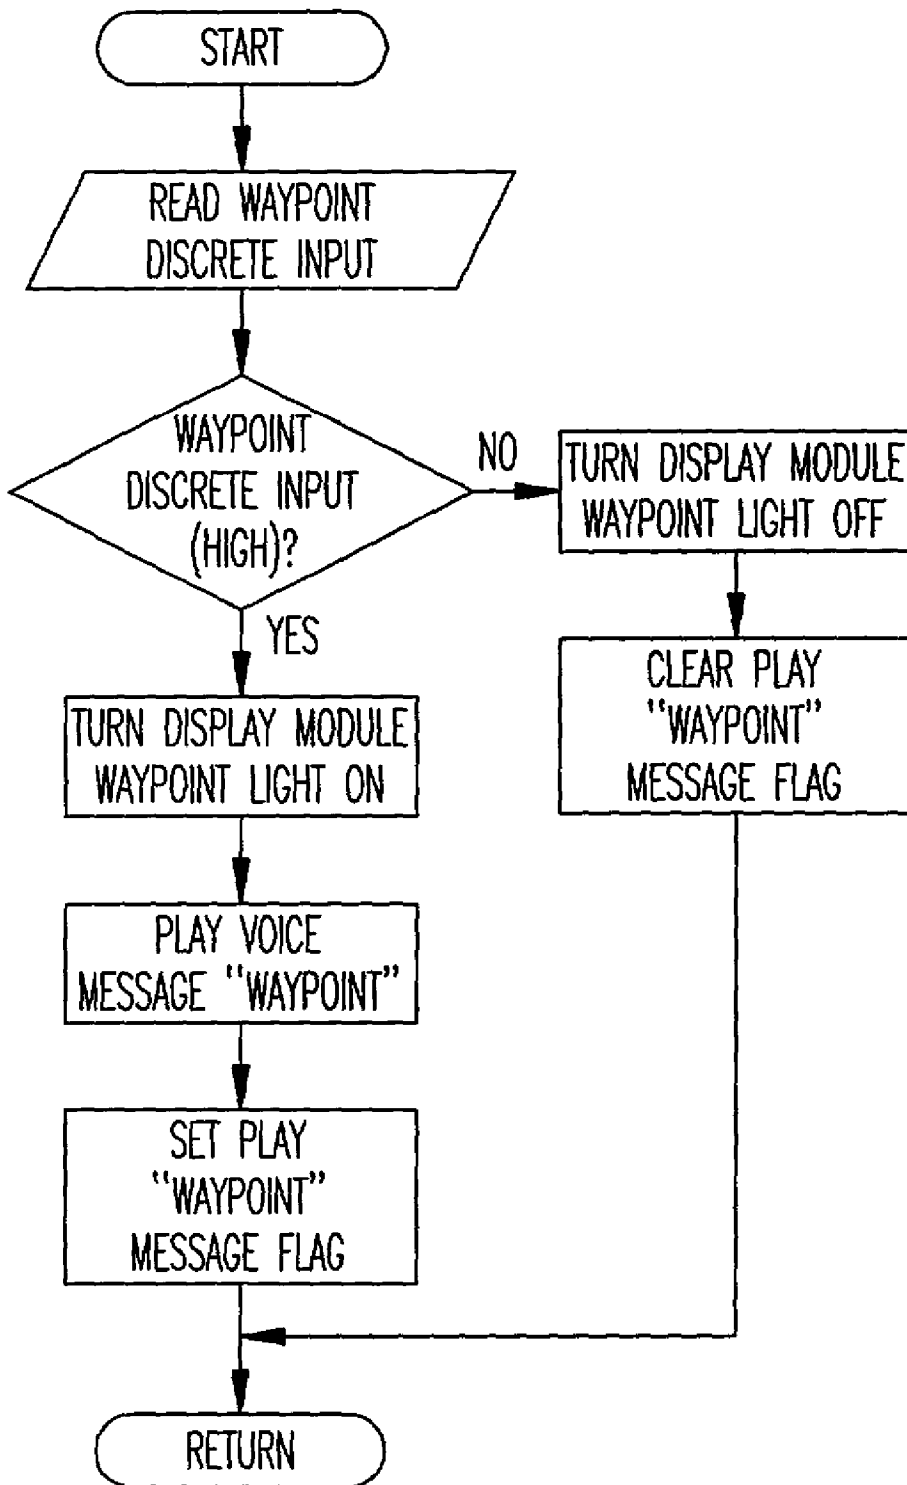 START
READ WAYPOINT
DISCRETE INPUT
WAYPOINT
DISCRETE INPUT
(HIGH)?
NO
TURN DISPLAY MODULE
WAYPOINT LIGHT OFF
CLEAR PLAY
"WAYPOINT"
MESSAGE FLAG
YES
TURN DISPLAY MODULE
WAYPOINT LIGHT ON
PLAY VOICE
MESSAGE "WAYPOINT"
SET PLAY
"WAYPOINT"
MESSAGE FLAG
RETURN